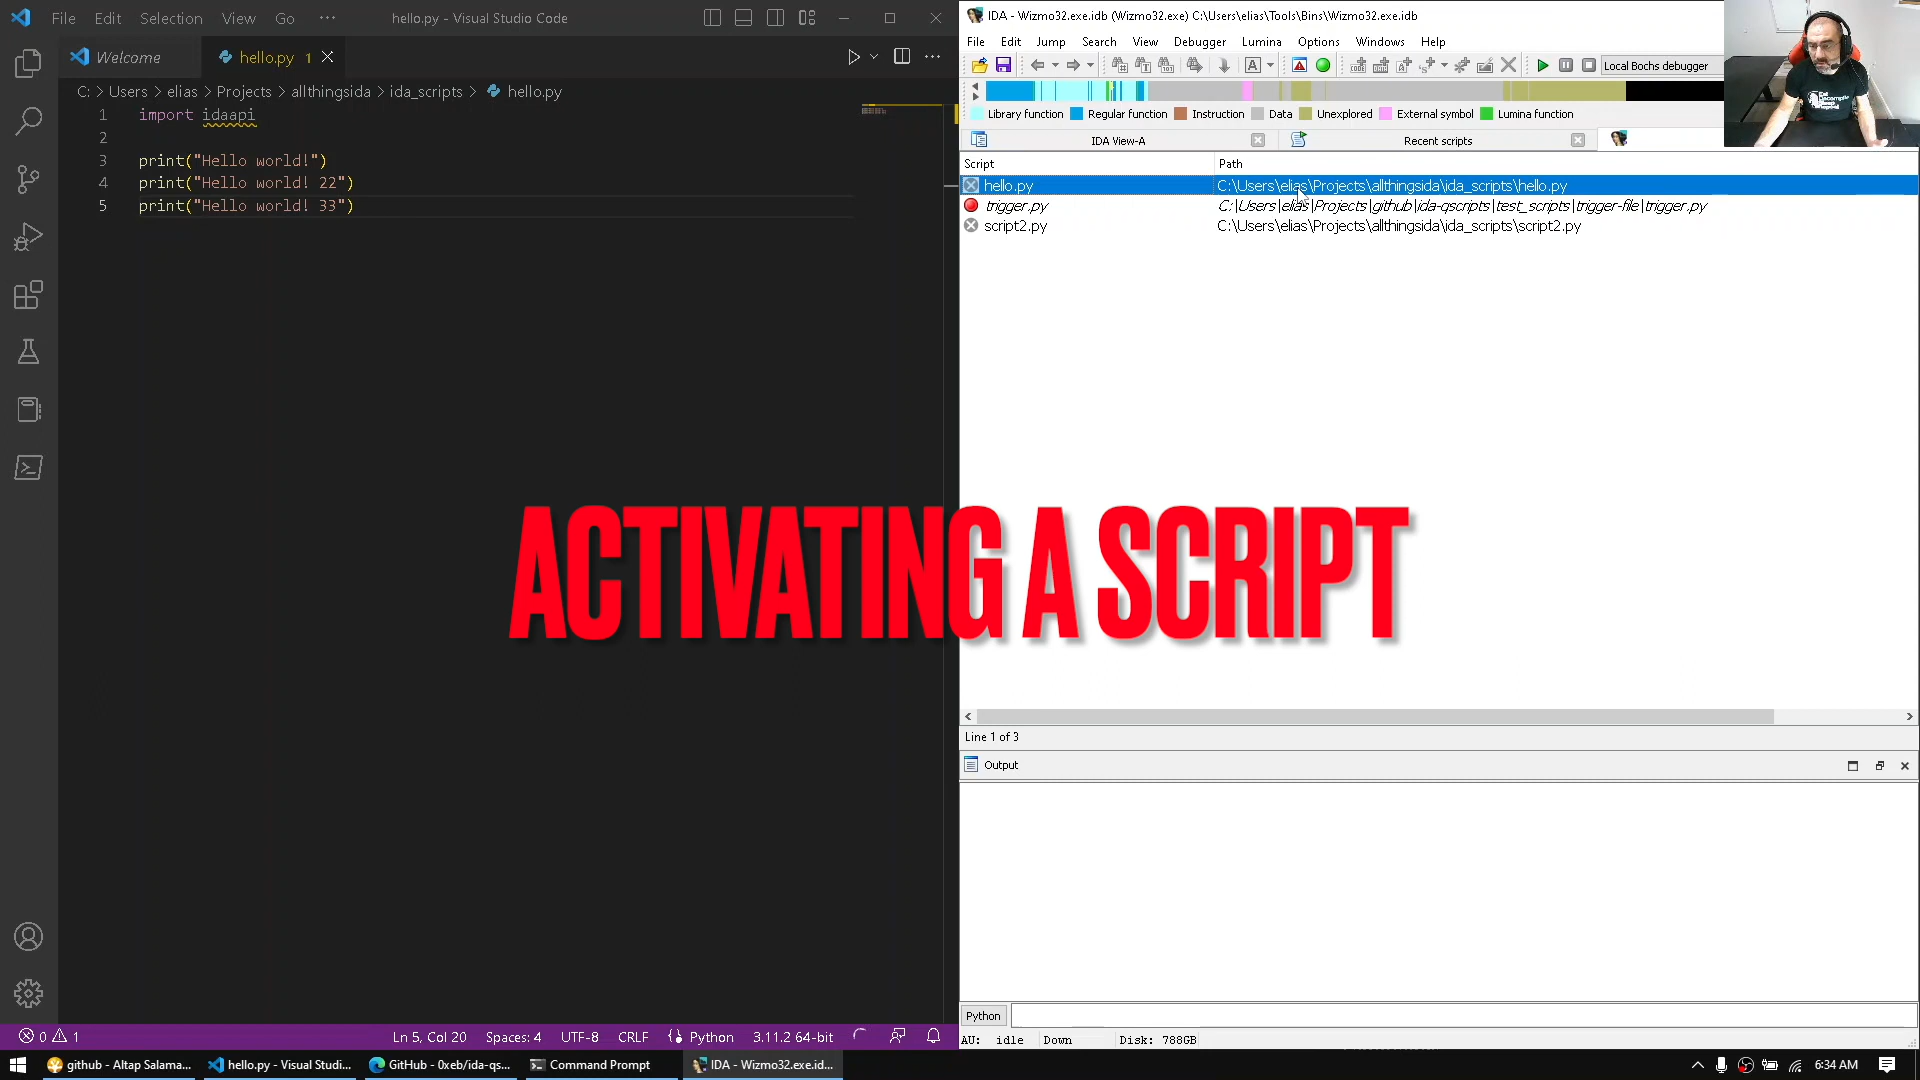 File Edit Selection View Go ··· hello.py - Visual Studio Code
Welcome hello.py 1
C: > Users > elias > Projects > allthingsida > ida_scripts > hello.py
1 import idaapi
2
3 print("Hello world!")
4 print("Hello world! 22")
5 print("Hello world! 33")
IDA - Wizmo32.exe.idb (Wizmo32.exe) C:\Users\elias\Tools\Bins\Wizmo32.exe.idb
File Edit Jump Search View Debugger Lumina Options Windows Help
Local Bochs debugger
Library function Regular function Instruction Data Unexplored External symbol Lumina function
IDA View-A Recent scripts
Script Path
hello.py C:\Users\elias\Projects\allthingsida\ida_scripts\hello.py
trigger.py C:\Users\elias\Projects\github\ida-qscripts\test_scripts\trigger-file\trigger.py
script2.py C:\Users\elias\Projects\allthingsida\ida_scripts\script2.py
ACTIVATING A SCRIPT
Line 1 of 3
Output
Python
AU: idle Down Disk: 788GB
0 1 Ln 5, Col 20 Spaces: 4 UTF-8 CRLF Python 3.11.2 64-bit
github - Altap Salama... hello.py - Visual Studi... GitHub - 0xeb/ida-qs... Command Prompt IDA - Wizmo32.exe.id... 6:34 AM